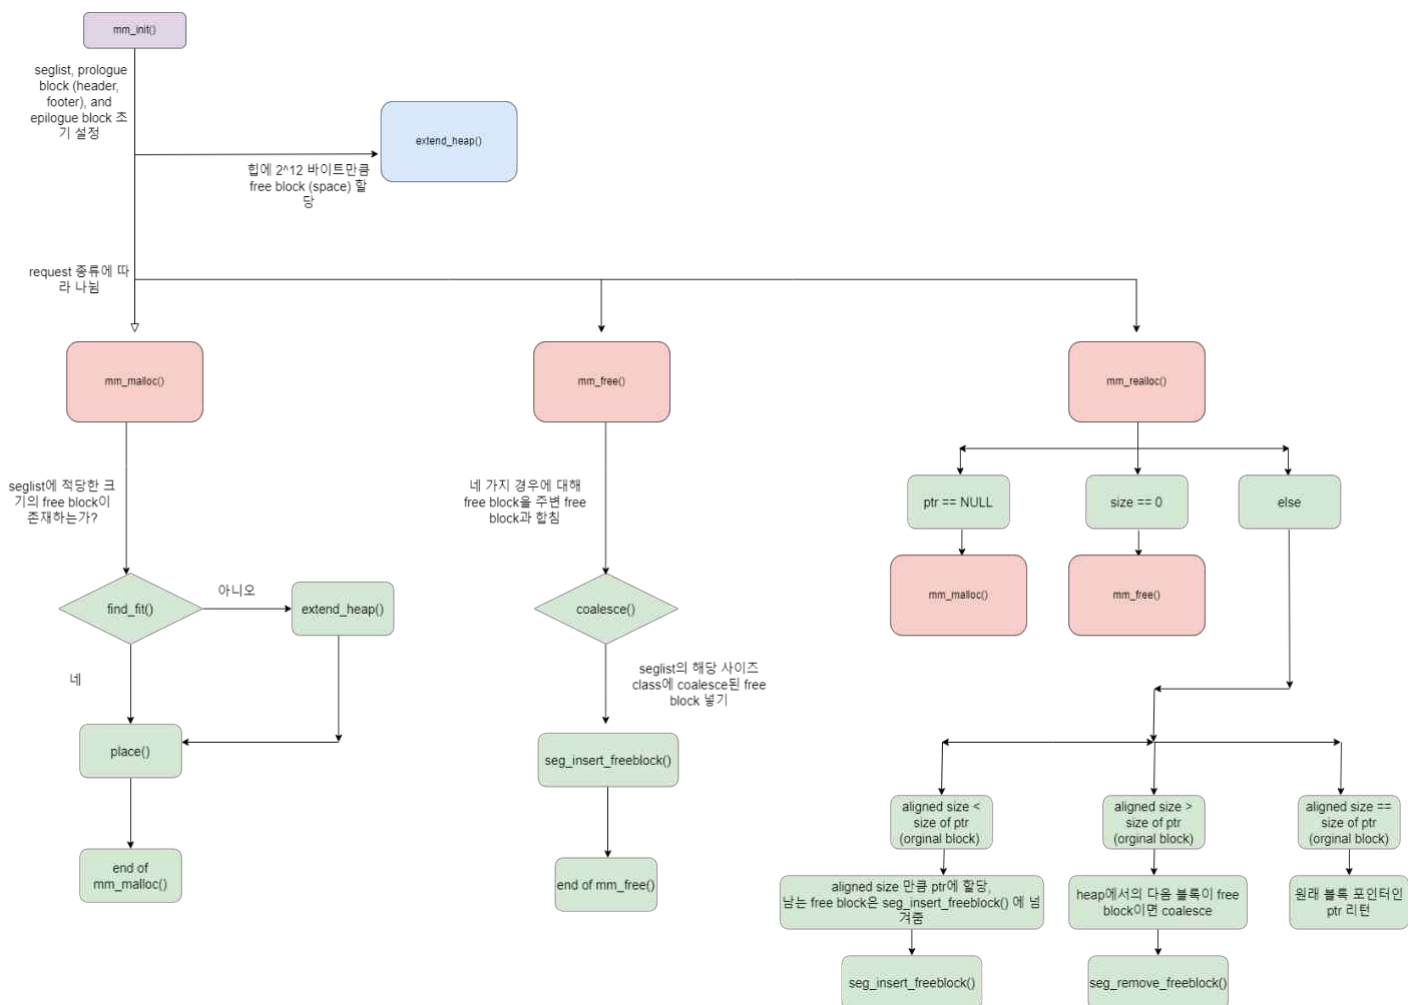 mm_init()
seglist, prologue
block (header,
footer), and
epilogue block 초
기 설정
extend_heap()
힙에 2^12 바이트만큼
free block (space) 할
당
request 종류에 따
라 나뉨
mm_malloc()
mm_free()
mm_realloc()
seglist에 적당한 크
기의 free block이
존재하는가?
네 가지 경우에 대해
free block을 주변 free
block과 합침
ptr == NULL
size == 0
else
mm_malloc()
mm_free()
find_fit()
아니오
extend_heap()
coalesce()
네
seglist의 해당 사이즈
class에 coalesce된 free
block 넣기
place()
seg_insert_freeblock()
end of
mm_malloc()
end of mm_free()
aligned size <
size of ptr
(orginal block)
aligned size >
size of ptr
(orginal block)
aligned size ==
size of ptr
(orginal block)
aligned size 만큼 ptr에 할당,
남는 free block은 seg_insert_freeblock() 에 넘
겨줌
heap에서의 다음 블록이 free
block이면 coalesce
원래 블록 포인터인
ptr 리턴
seg_insert_freeblock()
seg_remove_freeblock()